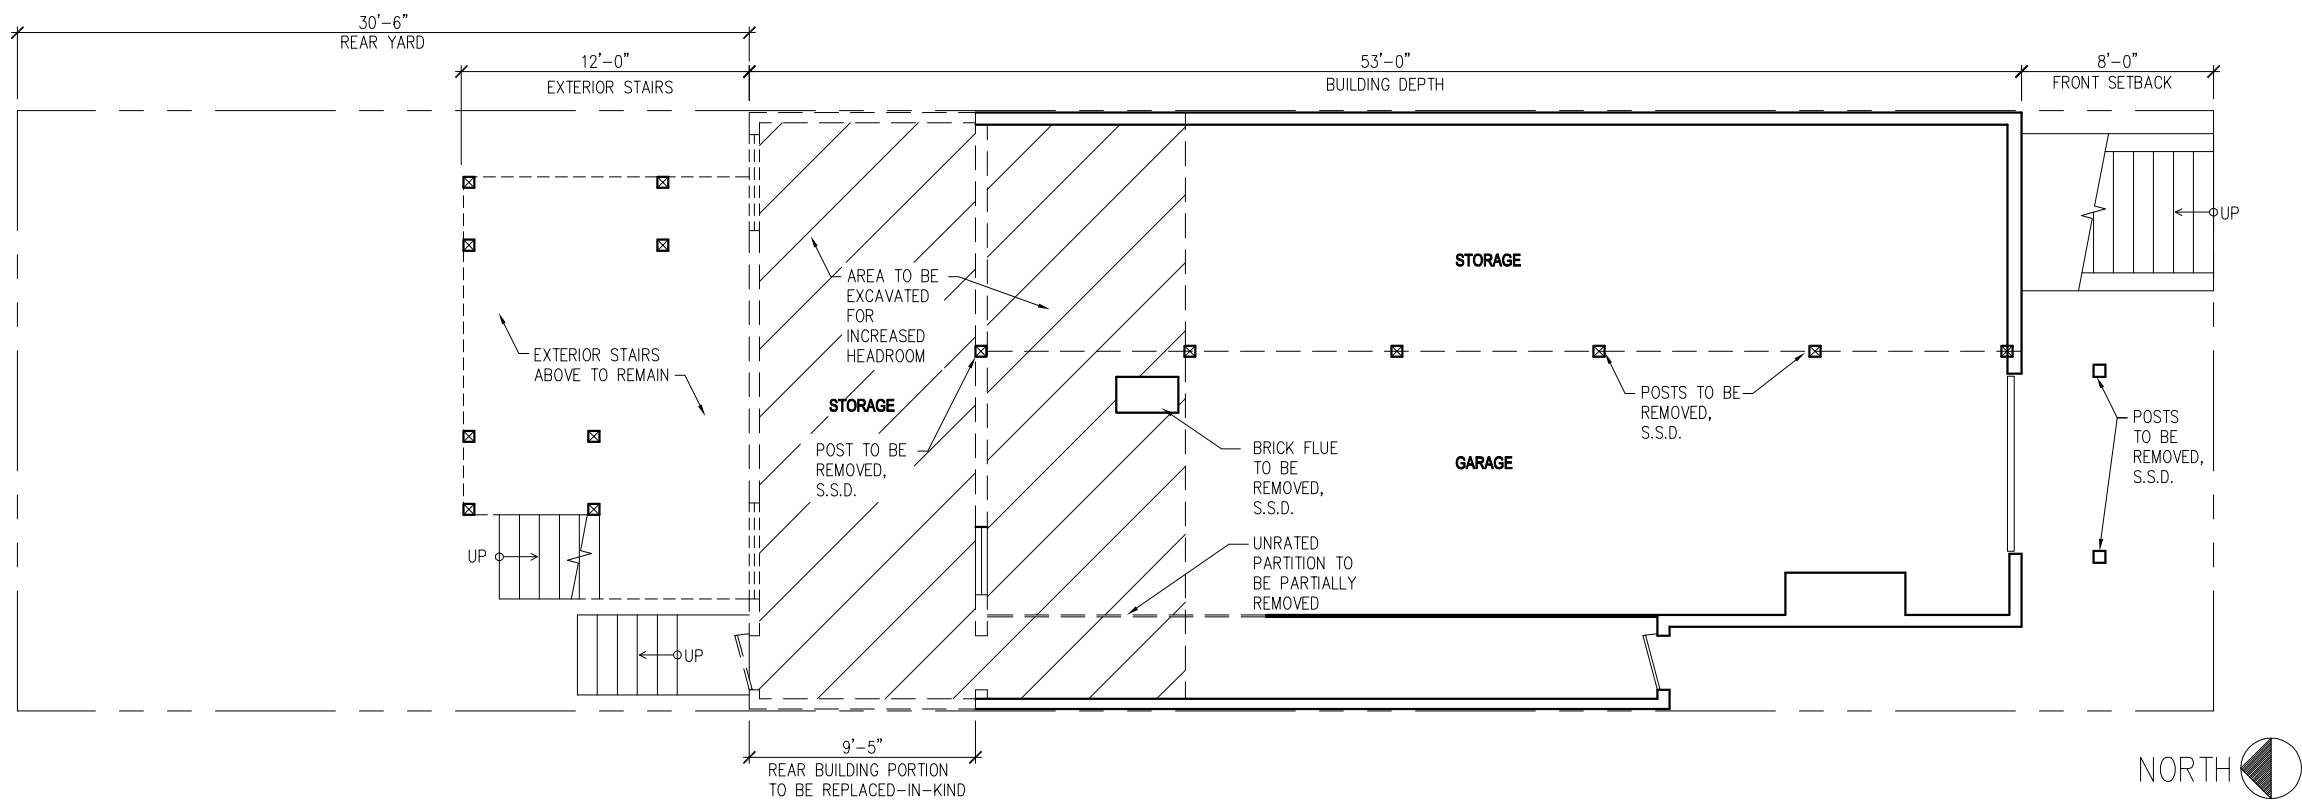 30'-6"
REAR YARD
12'-0"
EXTERIOR STAIRS
53'-0"
BUILDING DEPTH
8'-0"
FRONT SETBACK
UP
STORAGE
AREA TO BE
EXCAVATED
FOR
INCREASED
HEADROOM
EXTERIOR STAIRS
ABOVE TO REMAIN
STORAGE
POST TO BE
REMOVED,
S.S.D.
POSTS TO BE
REMOVED,
S.S.D.
POSTS
TO BE
REMOVED,
S.S.D.
BRICK FLUE
TO BE
REMOVED,
S.S.D.
GARAGE
UP
UNRATED
PARTITION TO
BE PARTIALLY
REMOVED
UP
9'-5"
REAR BUILDING PORTION
TO BE REPLACED-IN-KIND
NORTH